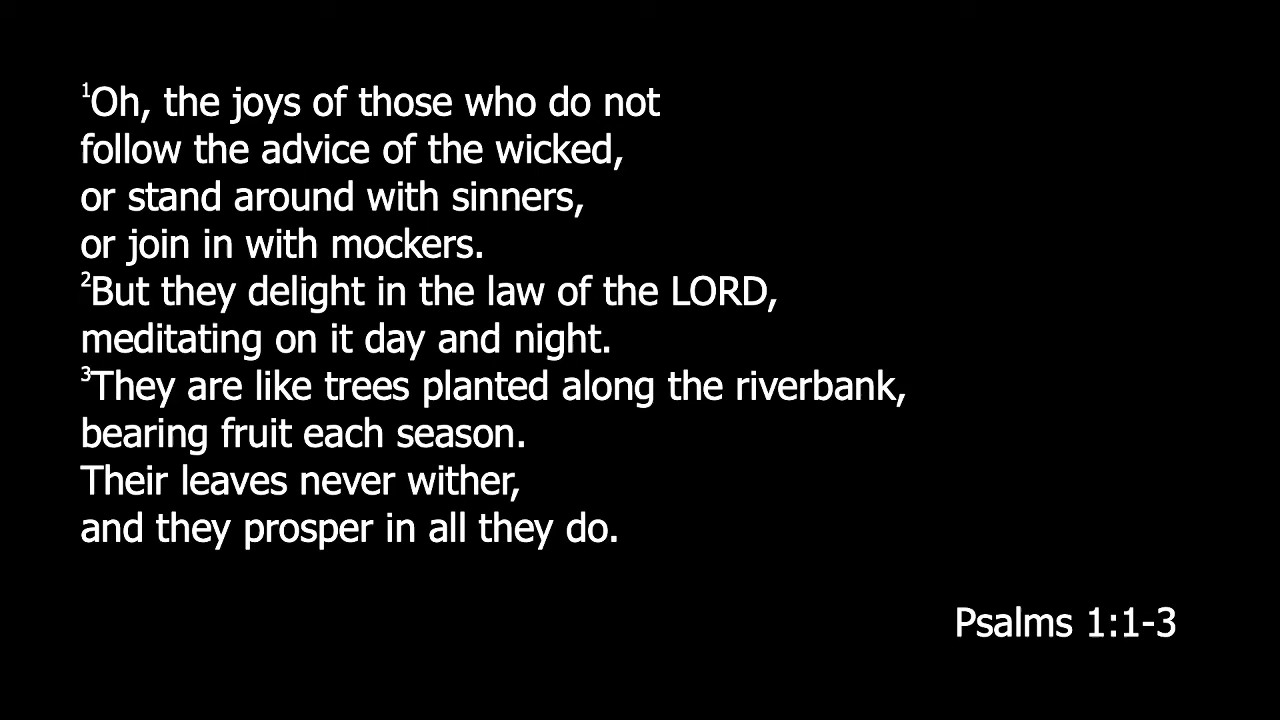 ¹Oh, the joys of those who do not
follow the advice of the wicked,
or stand around with sinners,
or join in with mockers.
²But they delight in the law of the LORD,
meditating on it day and night.
³They are like trees planted along the riverbank,
bearing fruit each season.
Their leaves never wither,
and they prosper in all they do.
Psalms 1:1-3